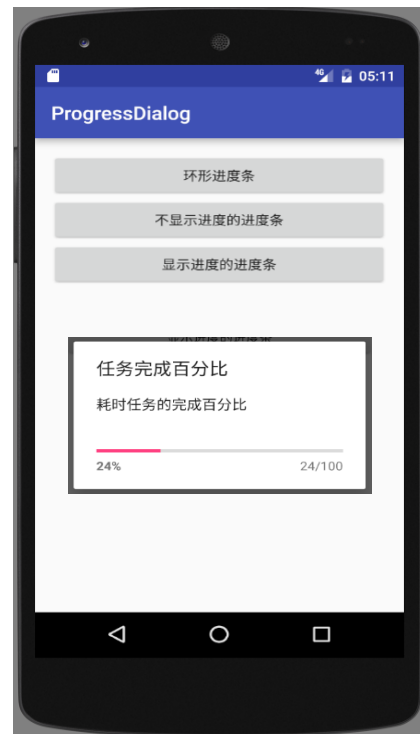 4G 05:11
ProgressDialog
环形进度条
不显示进度的进度条
显示进度的进度条
任务完成百分比
耗时任务的完成百分比
24% 24/100